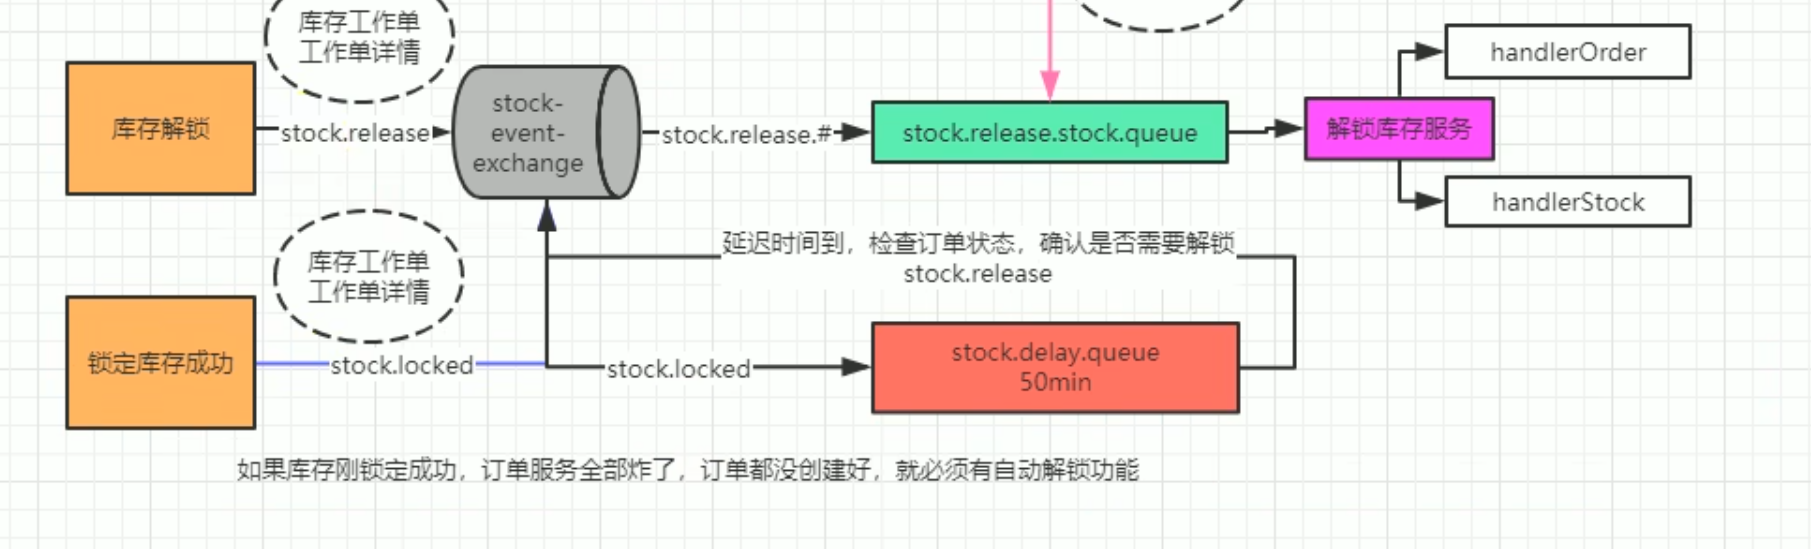 库存工作单
工作单详情
handlerOrder
库存解锁
stock.release
stock-
event-
exchange
stock.release.#
stock.release.stock.queue
解锁库存服务
handlerStock
库存工作单
工作单详情
延迟时间到，检查订单状态，确认是否需要解锁
stock.release
锁定库存成功
stock.locked
stock.locked
stock.delay.queue
50min
如果库存刚锁定成功，订单服务全部炸了，订单都没创建好，就必须有自动解锁功能